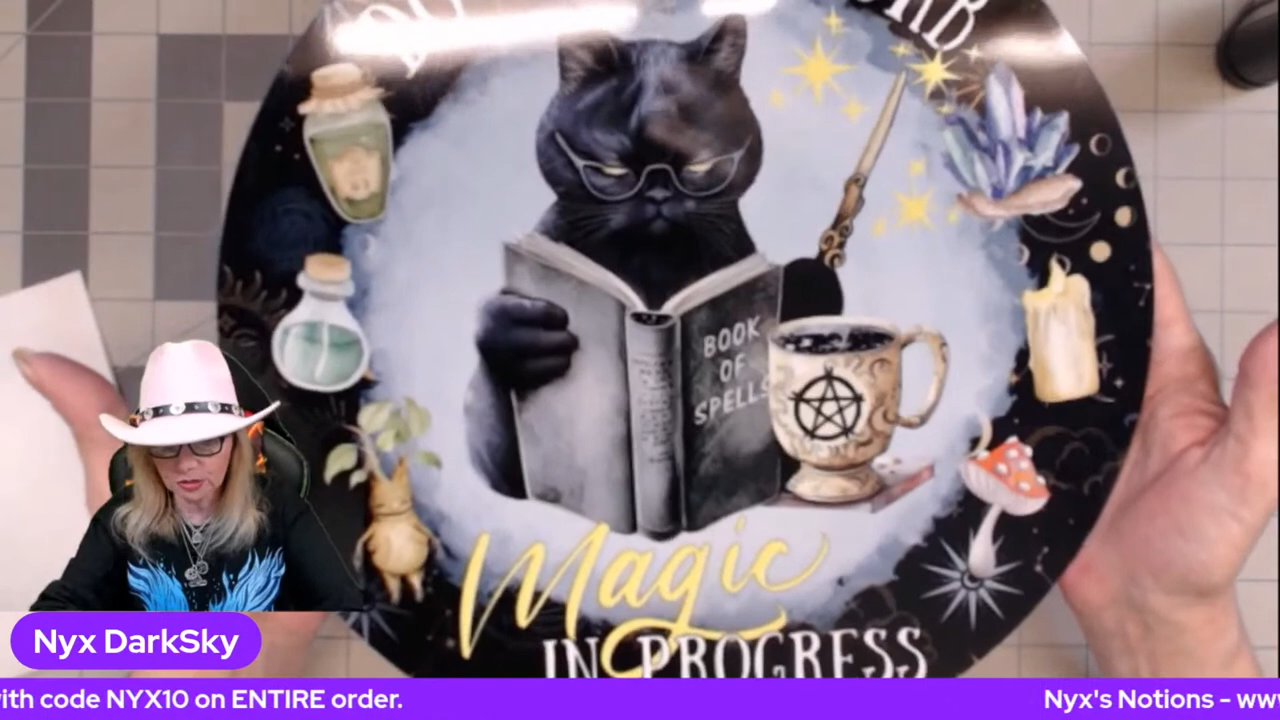 BOOK
OF
SPELLS
Magic
IN PROGRESS
Nyx DarkSky
with code NYX10 on ENTIRE order.
Nyx's Notions - www